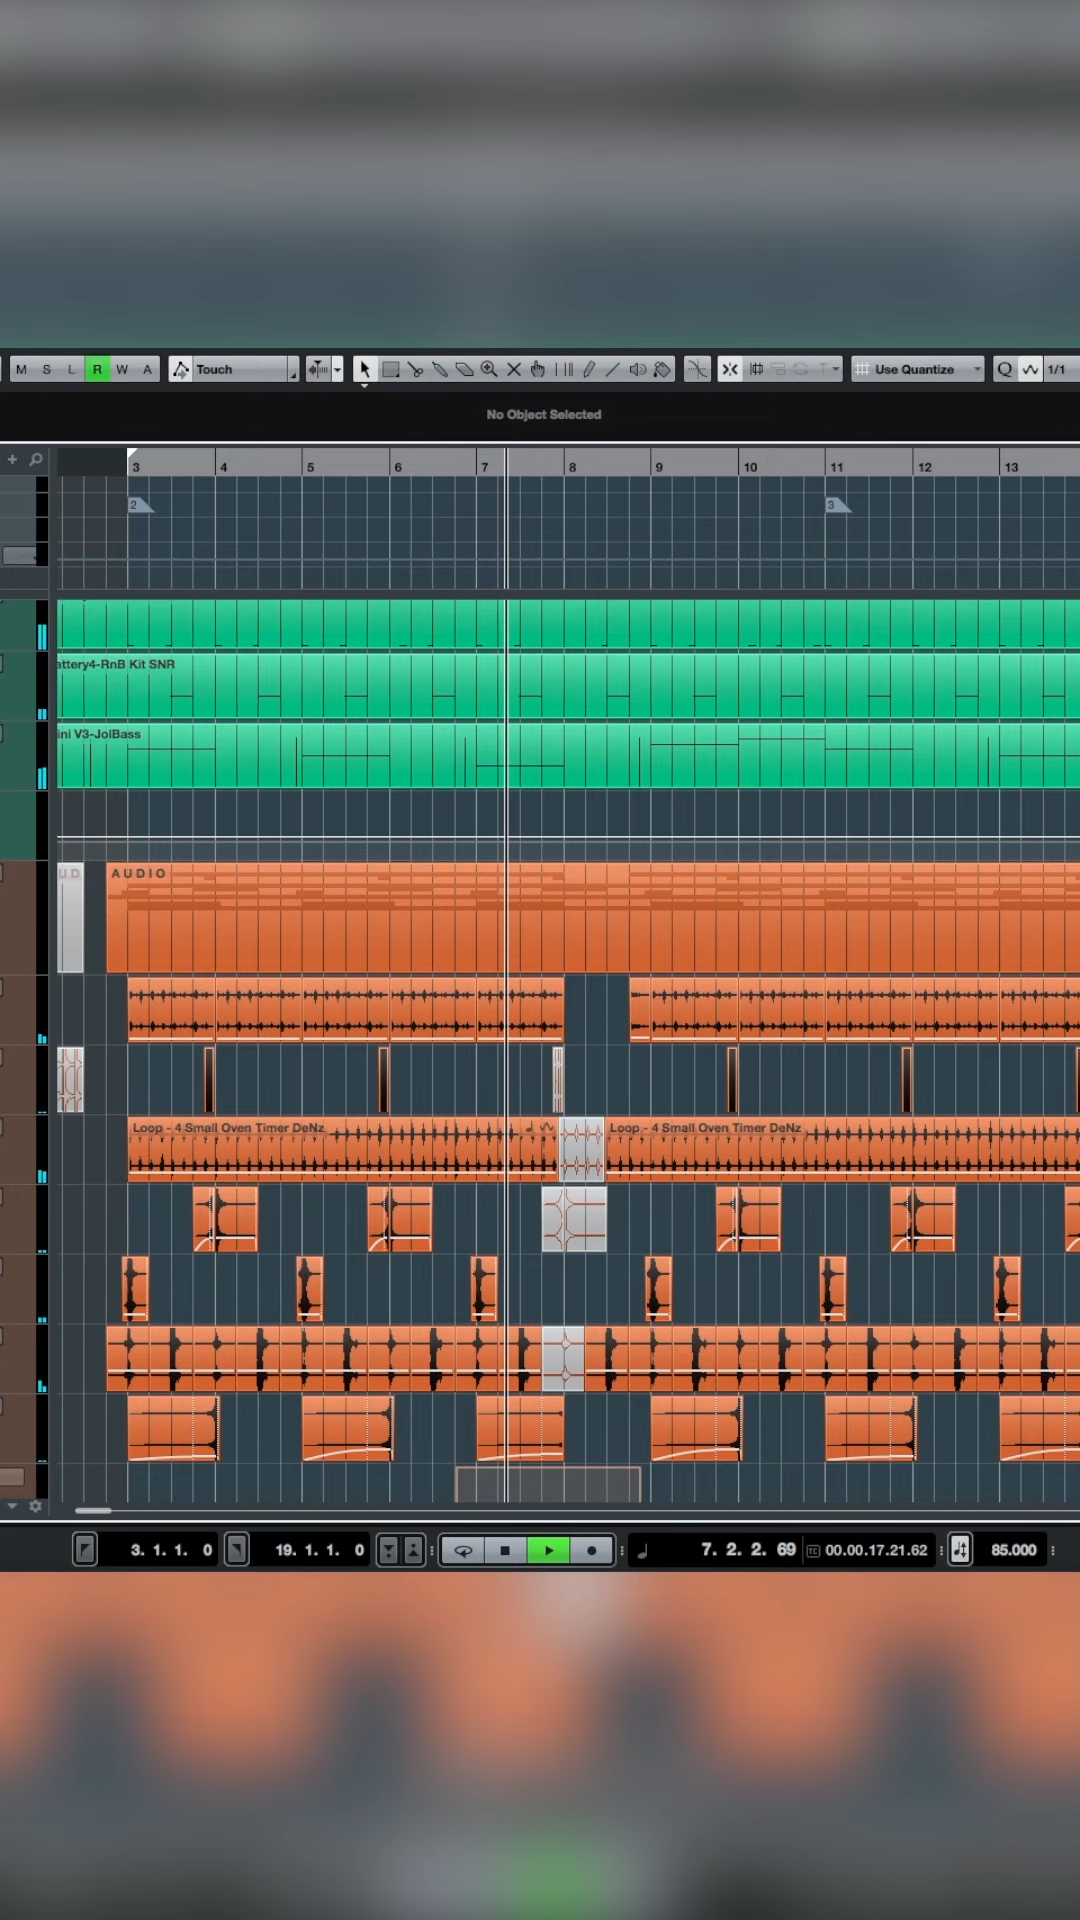 M S L R W A Touch Use Quantize Q 1/1
No Object Selected
3 4 5 6 7 8 9 10 11 12 13
2 3
attery4-RnB Kit SNR
ini V3-JolBass
UD AUDIO
Loop - 4 Small Oven Timer DeNz Loop - 4 Small Oven Timer DeNz
3. 1. 1. 0 19. 1. 1. 0 7. 2. 2. 69 TC 00.00.17.21.62 85.000